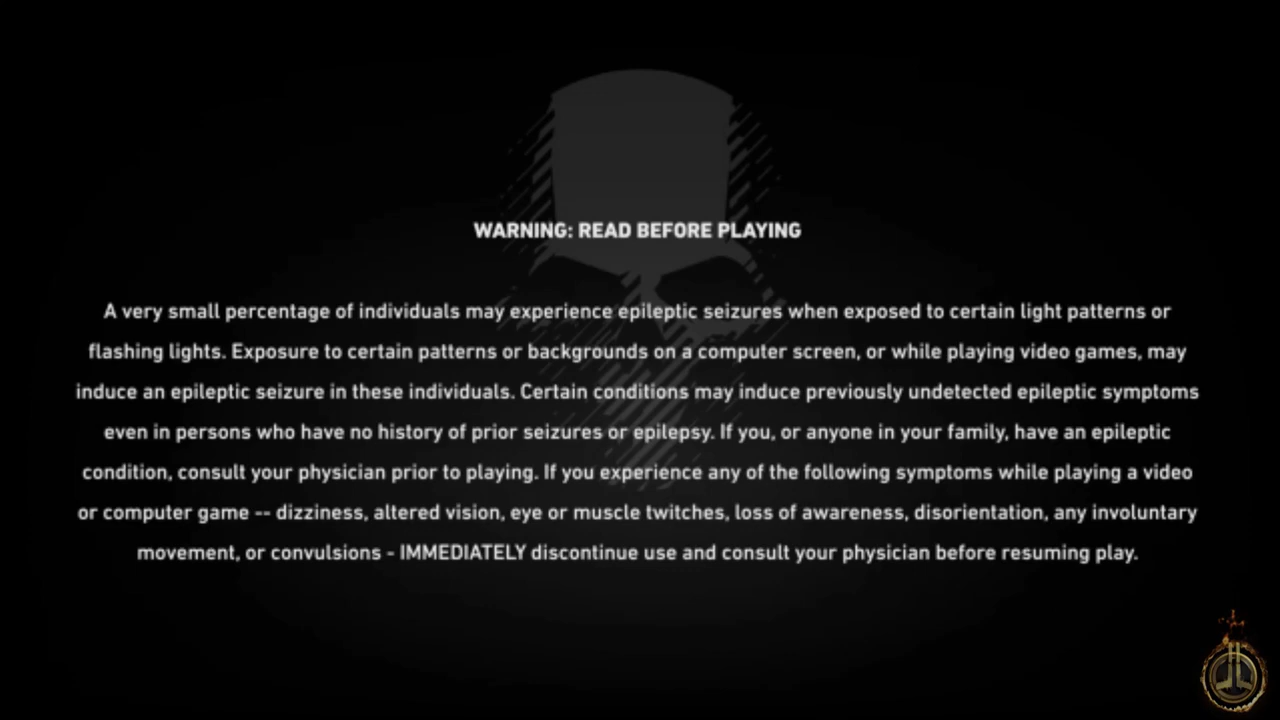 WARNING: READ BEFORE PLAYING
A very small percentage of individuals may experience epileptic seizures when exposed to certain light patterns or
flashing lights. Exposure to certain patterns or backgrounds on a computer screen, or while playing video games, may
induce an epileptic seizure in these individuals. Certain conditions may induce previously undetected epileptic symptoms
even in persons who have no history of prior seizures or epilepsy. If you, or anyone in your family, have an epileptic
condition, consult your physician prior to playing. If you experience any of the following symptoms while playing a video
or computer game -- dizziness, altered vision, eye or muscle twitches, loss of awareness, disorientation, any involuntary
movement, or convulsions - IMMEDIATELY discontinue use and consult your physician before resuming play.